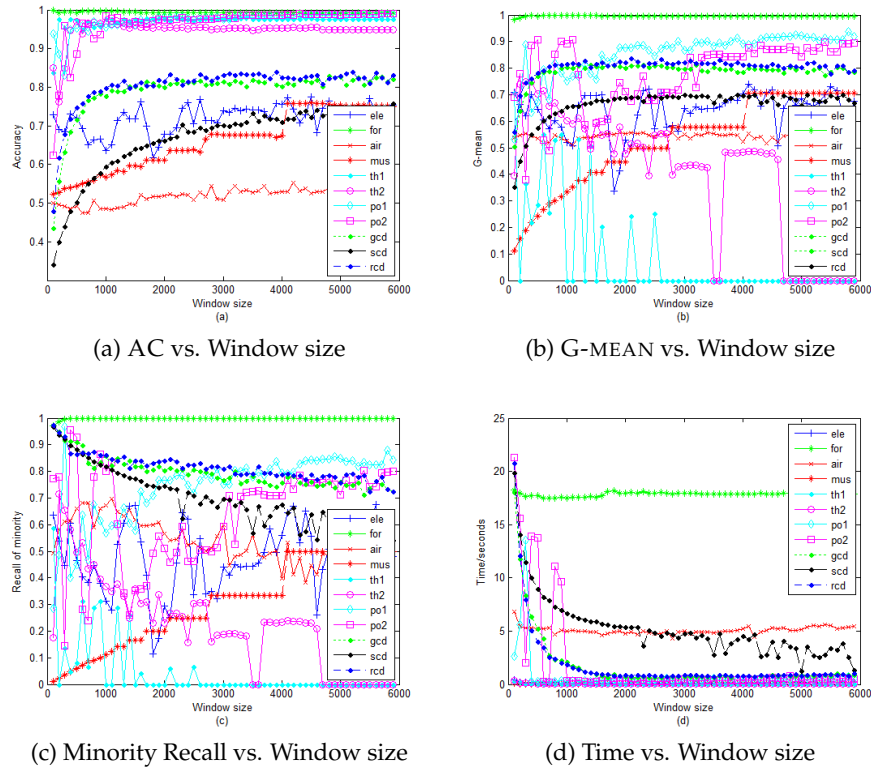 1
0.9
0.8
0.7
0.6
0.5
0.4
Accuracy
0 1000 2000 3000 4000 5000 6000
Window size
(a)
ele
for
air
mus
th1
th2
po1
po2
gcd
scd
rcd
(a) AC vs. Window size
1
0.9
0.8
0.7
0.6
0.5
0.4
0.3
0.2
0.1
0
G-mean
0 1000 2000 3000 4000 5000 6000
Window size
(b)
ele
for
air
mus
th1
th2
po1
po2
gcd
scd
rcd
(b) G-MEAN vs. Window size
1
0.9
0.8
0.7
0.6
0.5
0.4
0.3
0.2
0.1
0
Recall of minority
0 1000 2000 3000 4000 5000 6000
Window size
(c)
ele
for
air
mus
th1
th2
po1
po2
gcd
scd
rcd
(c) Minority Recall vs. Window size
25
20
15
10
5
0
Time/seconds
0 1000 2000 3000 4000 5000 6000
Window size
(d)
ele
for
air
mus
th1
th2
po1
po2
gcd
scd
rcd
(d) Time vs. Window size